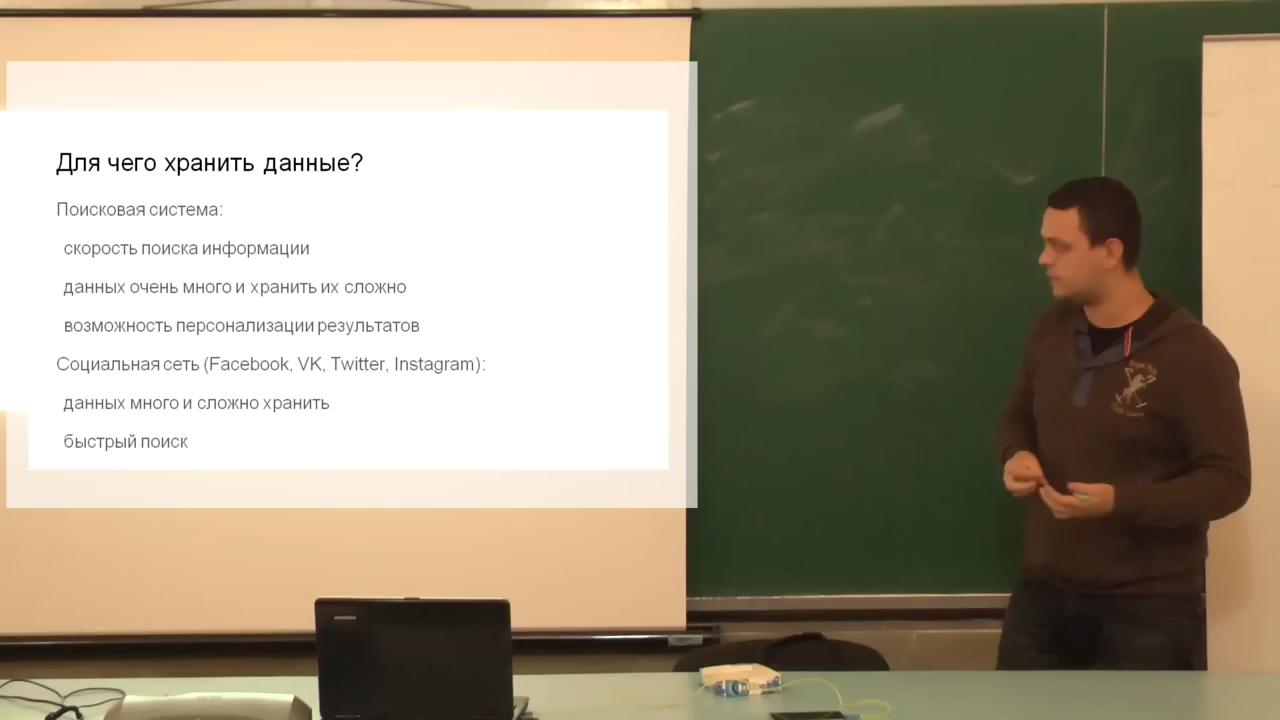 Для чего хранить данные?
Поисковая система:
скорость поиска информации
данных очень много и хранить их сложно
возможность персонализации результатов
Социальная сеть (Facebook, VK, Twitter, Instagram):
данных много и сложно хранить
быстрый поиск